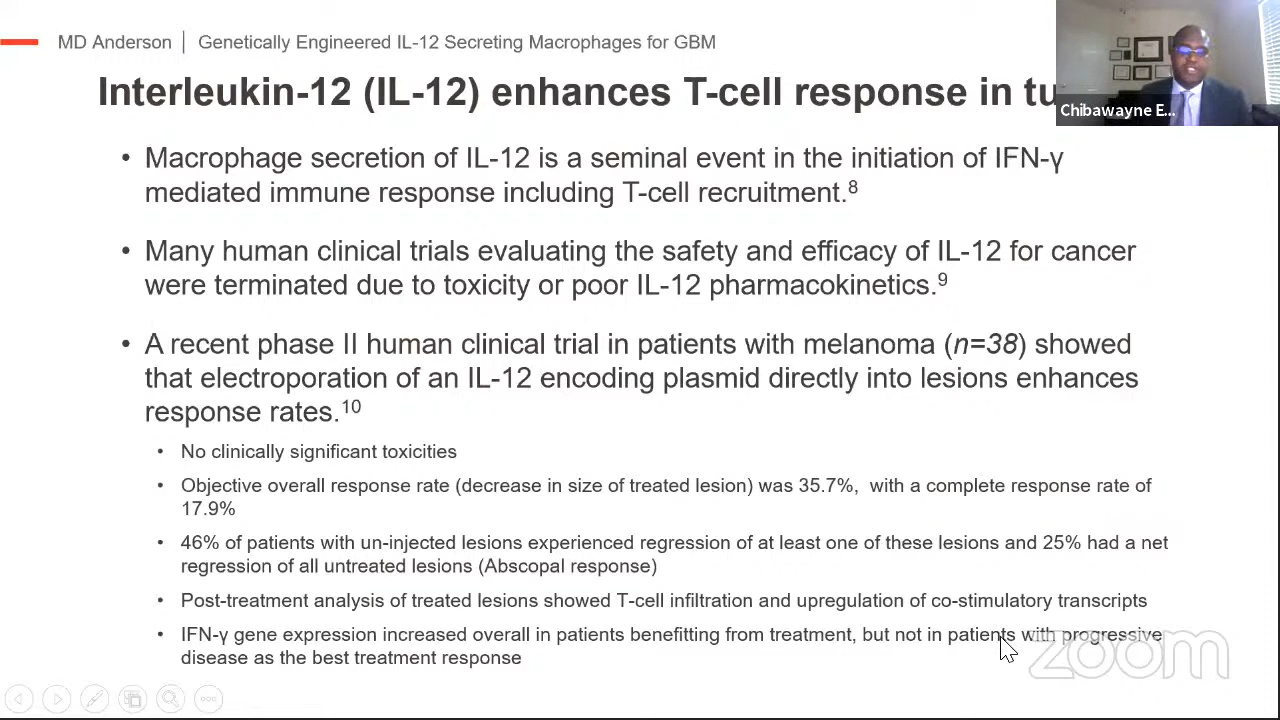 MD Anderson | Genetically Engineered IL-12 Secreting Macrophages for GBM
Interleukin-12 (IL-12) enhances T-cell response in
Chibawayne E...
• Macrophage secretion of IL-12 is a seminal event in the initiation of IFN-γ
mediated immune response including T-cell recruitment.⁸
• Many human clinical trials evaluating the safety and efficacy of IL-12 for cancer
were terminated due to toxicity or poor IL-12 pharmacokinetics.⁹
• A recent phase II human clinical trial in patients with melanoma (n=38) showed
that electroporation of an IL-12 encoding plasmid directly into lesions enhances
response rates.¹⁰
• No clinically significant toxicities
• Objective overall response rate (decrease in size of treated lesion) was 35.7%, with a complete response rate of
17.9%
• 46% of patients with un-injected lesions experienced regression of at least one of these lesions and 25% had a net
regression of all untreated lesions (Abscopal response)
• Post-treatment analysis of treated lesions showed T-cell infiltration and upregulation of co-stimulatory transcripts
• IFN-γ gene expression increased overall in patients benefitting from treatment, but not in patients with progressive
disease as the best treatment response
zoom